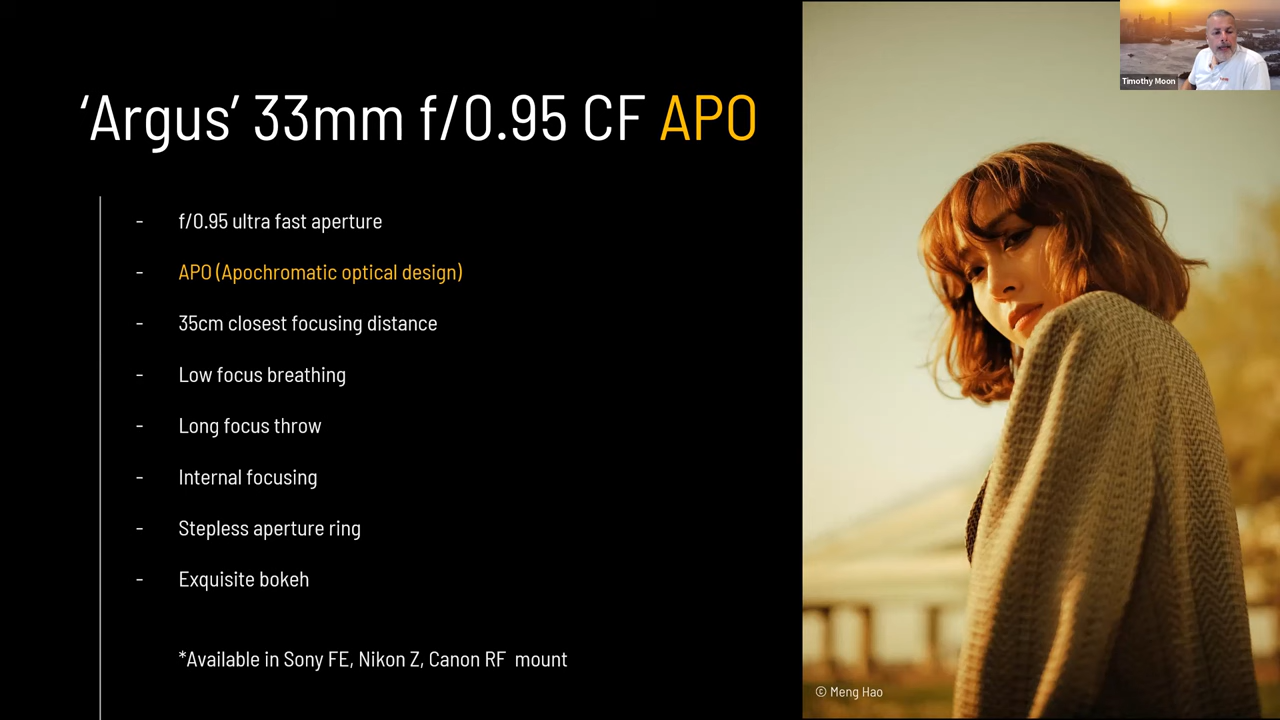 ‘Argus’ 33mm f/0.95 CF APO
- f/0.95 ultra fast aperture
- APO (Apochromatic optical design)
- 35cm closest focusing distance
- Low focus breathing
- Long focus throw
- Internal focusing
- Stepless aperture ring
- Exquisite bokeh
*Available in Sony FE, Nikon Z, Canon RF mount
Timothy Moon
© Meng Hao